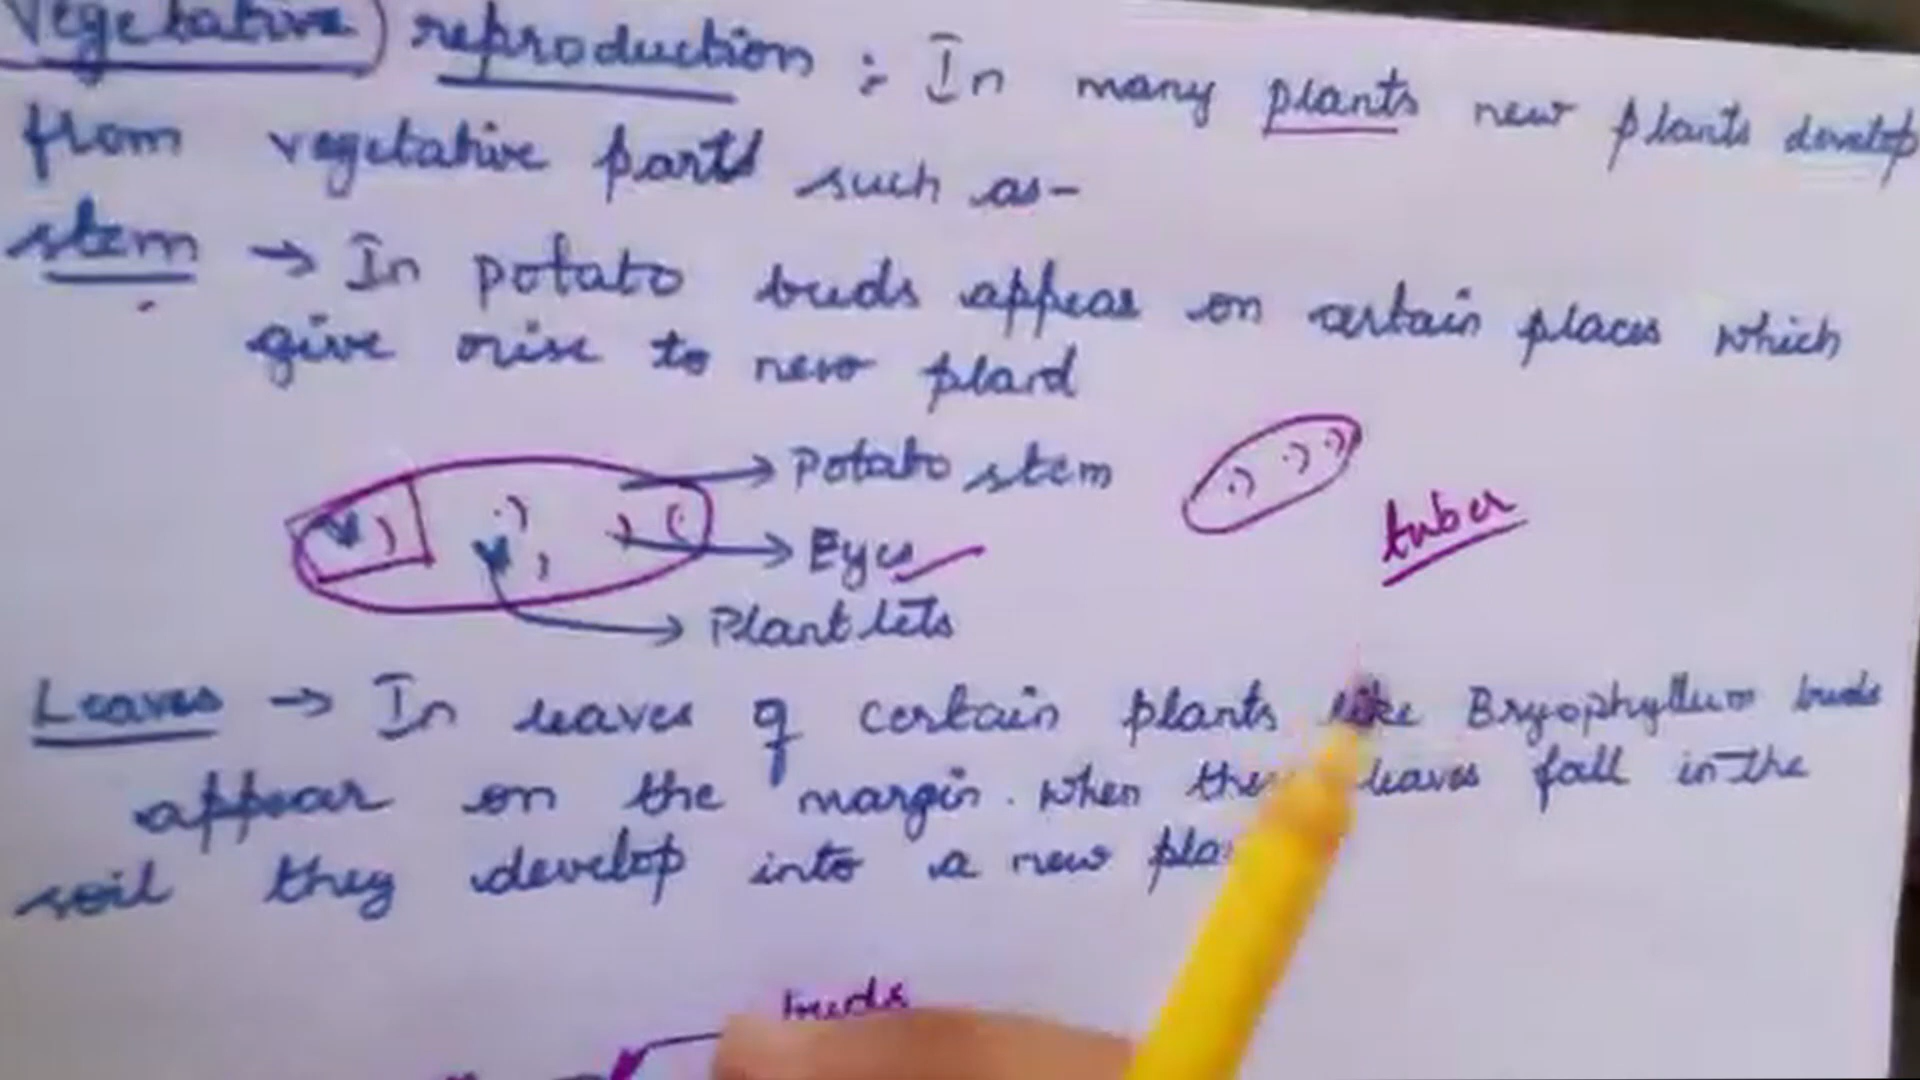 Vegetative reproduction :- In many plants new plants develop
from vegetative parts such as-
stem → In potato buds appear on certain places which
give rise to new plant
→ Potato stem
tuber
→ Eyes
→ Plantlets
Leaves → In leaves of certain plants like Bryophyllum buds
appear on the margin. When the leaves fall in the
soil they develop into a new
buds